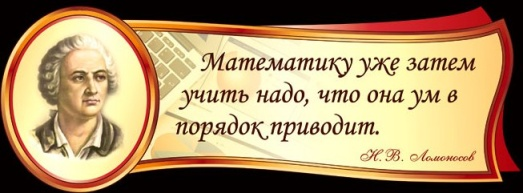 Математику уже затем
учить надо, что она ум в
порядок приводит.
Н. В. Ломоносов